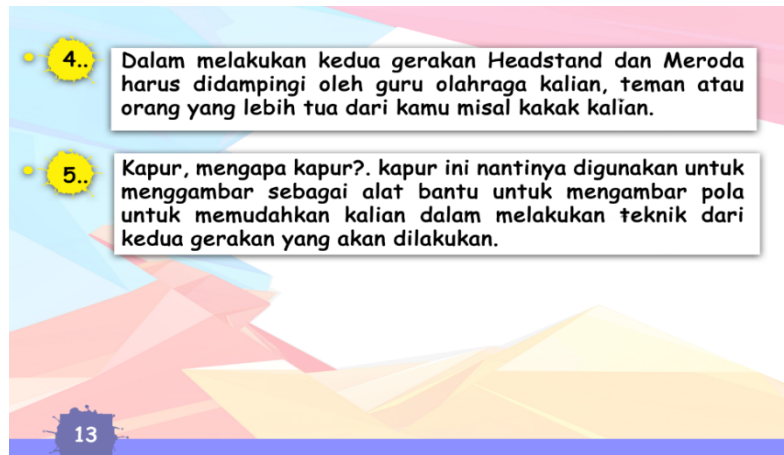 4..
Dalam melakukan kedua gerakan Headstand dan Meroda
harus didampingi oleh guru olahraga kalian, teman atau
orang yang lebih tua dari kamu misal kakak kalian.
5..
Kapur, mengapa kapur?. kapur ini nantinya digunakan untuk
menggambar sebagai alat bantu untuk mengambar pola
untuk memudahkan kalian dalam melakukan teknik dari
kedua gerakan yang akan dilakukan.
13